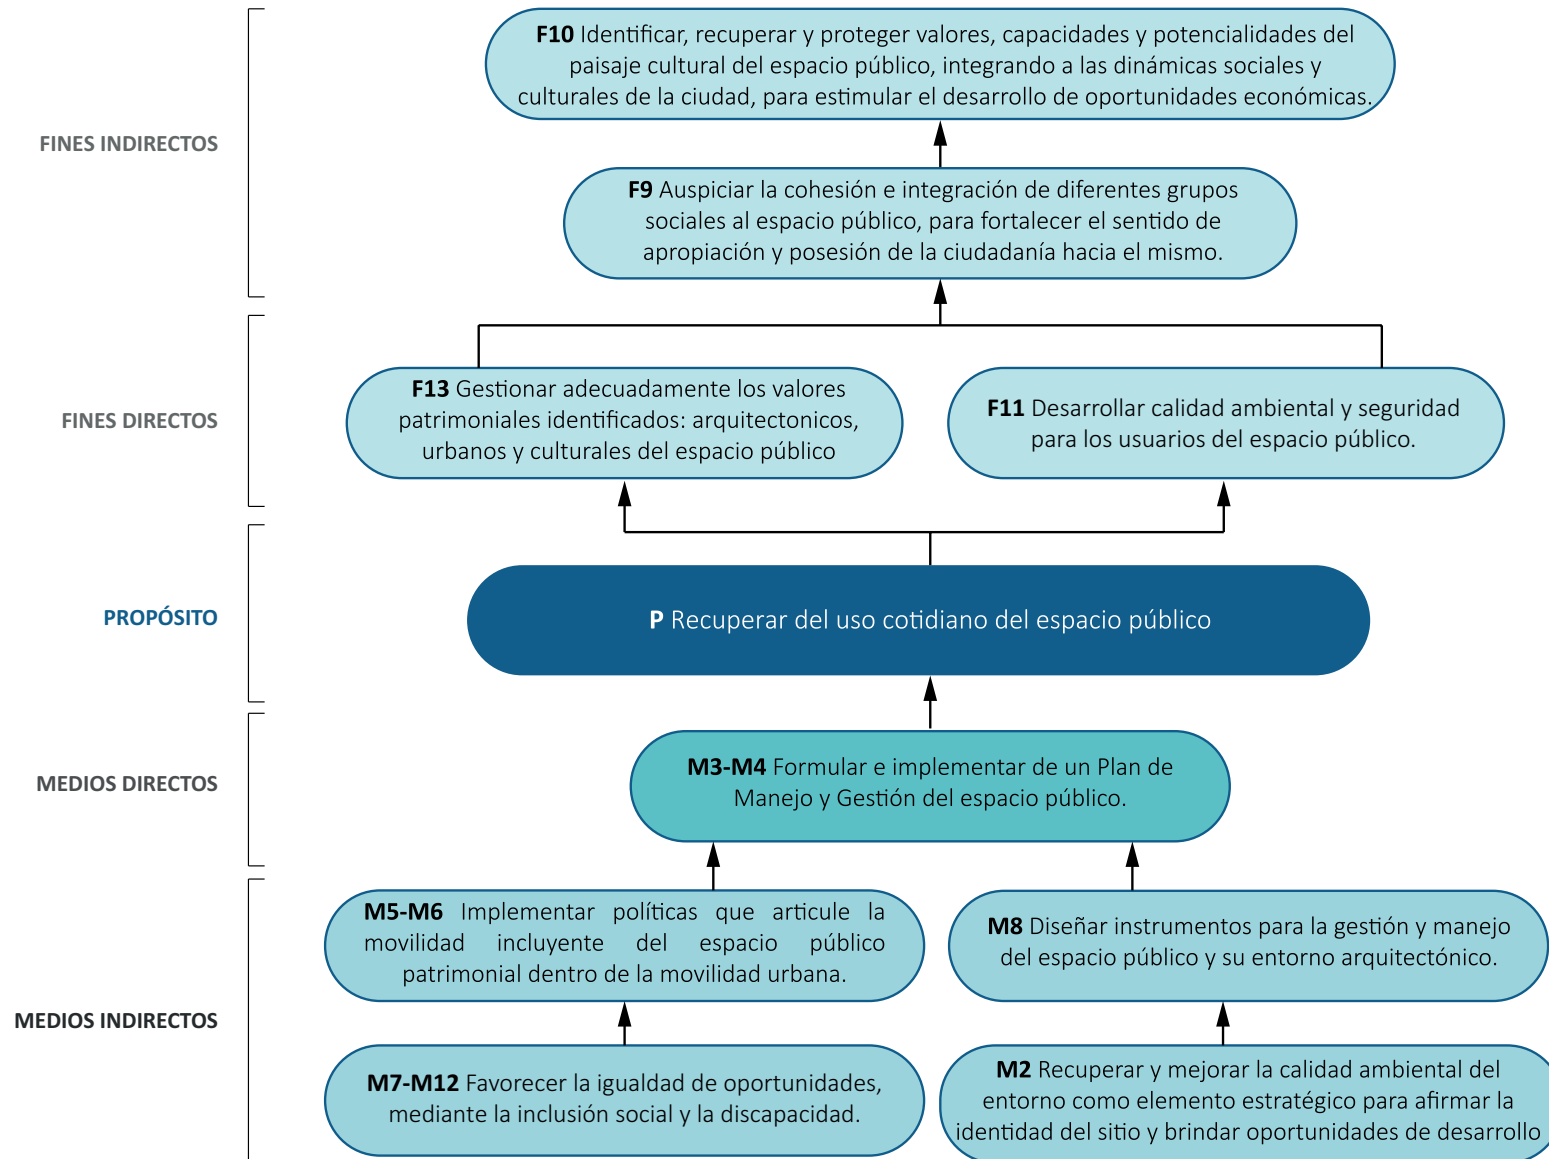 F10 Identificar, recuperar y proteger valores, capacidades y potencialidades del
paisaje cultural del espacio público, integrando a las dinámicas sociales y
culturales de la ciudad, para estimular el desarrollo de oportunidades económicas.
FINES INDIRECTOS
F9 Auspiciar la cohesión e integración de diferentes grupos
sociales al espacio público, para fortalecer el sentido de
apropiación y posesión de la ciudadanía hacia el mismo.
FINES DIRECTOS
F13 Gestionar adecuadamente los valores
patrimoniales identificados: arquitectonicos,
urbanos y culturales del espacio público
F11 Desarrollar calidad ambiental y seguridad
para los usuarios del espacio público.
PROPÓSITO
P Recuperar del uso cotidiano del espacio público
MEDIOS DIRECTOS
M3-M4 Formular e implementar de un Plan de
Manejo y Gestión del espacio público.
M5-M6 Implementar políticas que articule la
movilidad incluyente del espacio público
patrimonial dentro de la movilidad urbana.
M8 Diseñar instrumentos para la gestión y manejo
del espacio público y su entorno arquitectónico.
MEDIOS INDIRECTOS
M7-M12 Favorecer la igualdad de oportunidades,
mediante la inclusión social y la discapacidad.
M2 Recuperar y mejorar la calidad ambiental del
entorno como elemento estratégico para afirmar la
identidad del sitio y brindar oportunidades de desarrollo